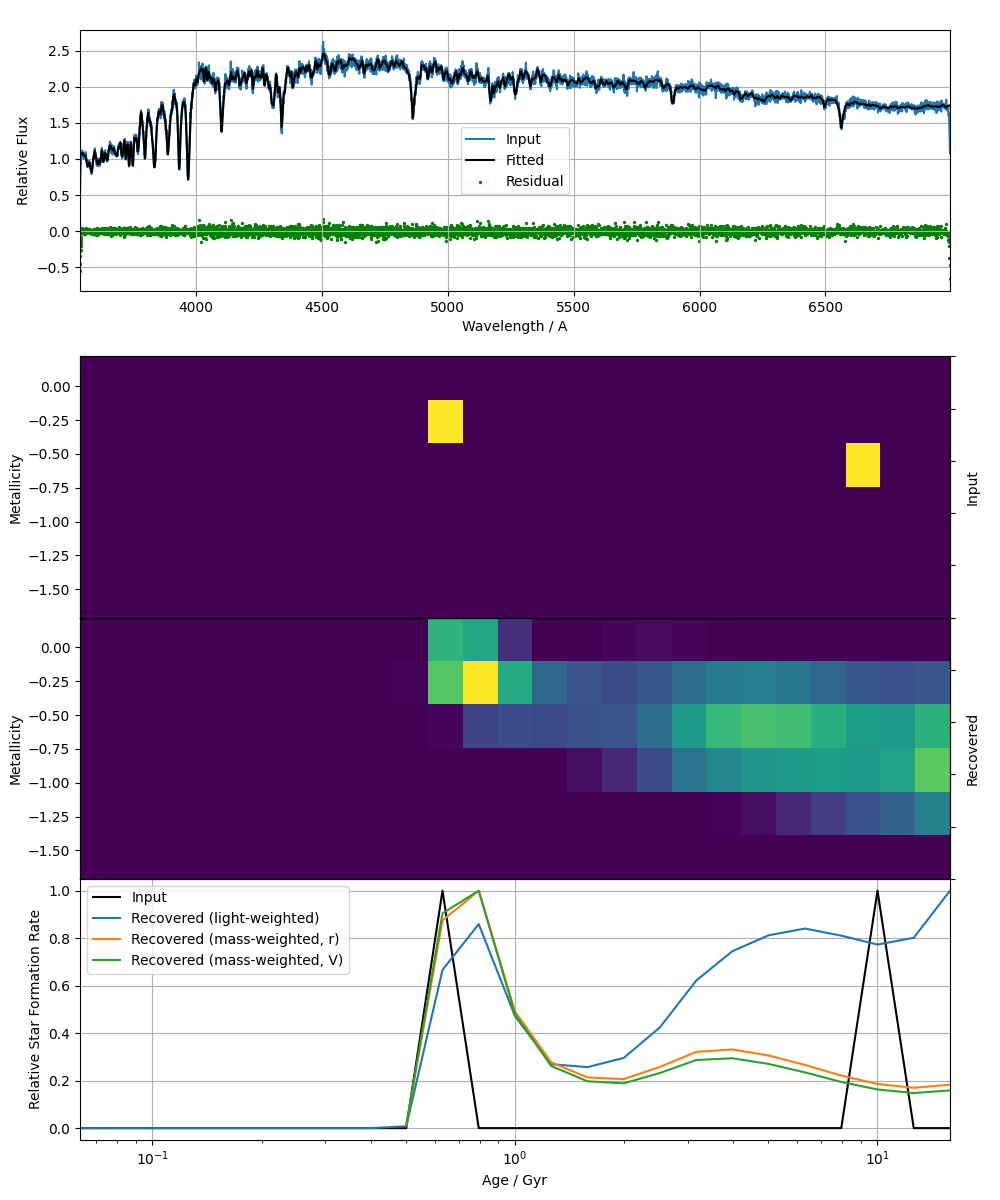 2.5
2.0
1.5
1.0
0.5
0.0
−0.5
Relative Flux
Input
Fitted
Residual
4000 4500 5000 5500 6000 6500
Wavelength / A
0.00
−0.25
−0.50
−0.75
−1.00
−1.25
−1.50
Metallicity
Input
0.00
−0.25
−0.50
−0.75
−1.00
−1.25
−1.50
Metallicity
Recovered
1.0
0.8
0.6
0.4
0.2
0.0
Relative Star Formation Rate
Input
Recovered (light-weighted)
Recovered (mass-weighted, r)
Recovered (mass-weighted, V)
10⁻¹ 10⁰ 10¹
Age / Gyr